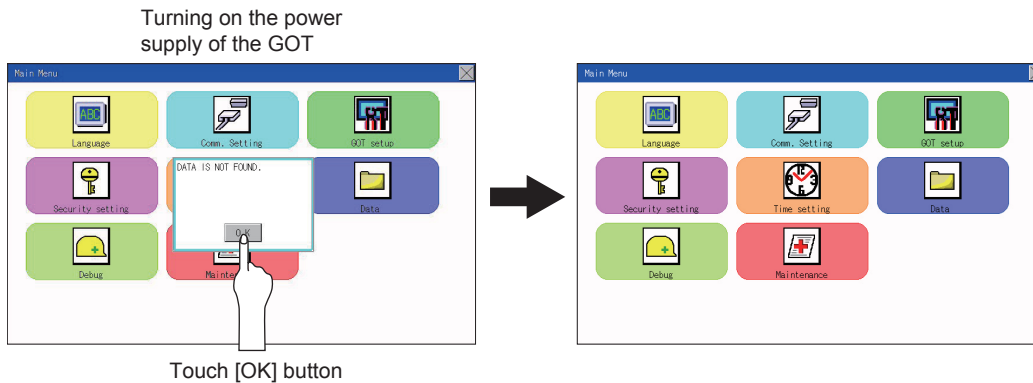 Turning on the power
supply of the GOT
Main Menu
Language
Comm. Setting
GOT setup
DATA IS NOT FOUND.
OK
Security setting
Data
Debug
Touch [OK] button
Main Menu
Language
Comm. Setting
GOT setup
Security setting
Time setting
Data
Debug
Maintenance